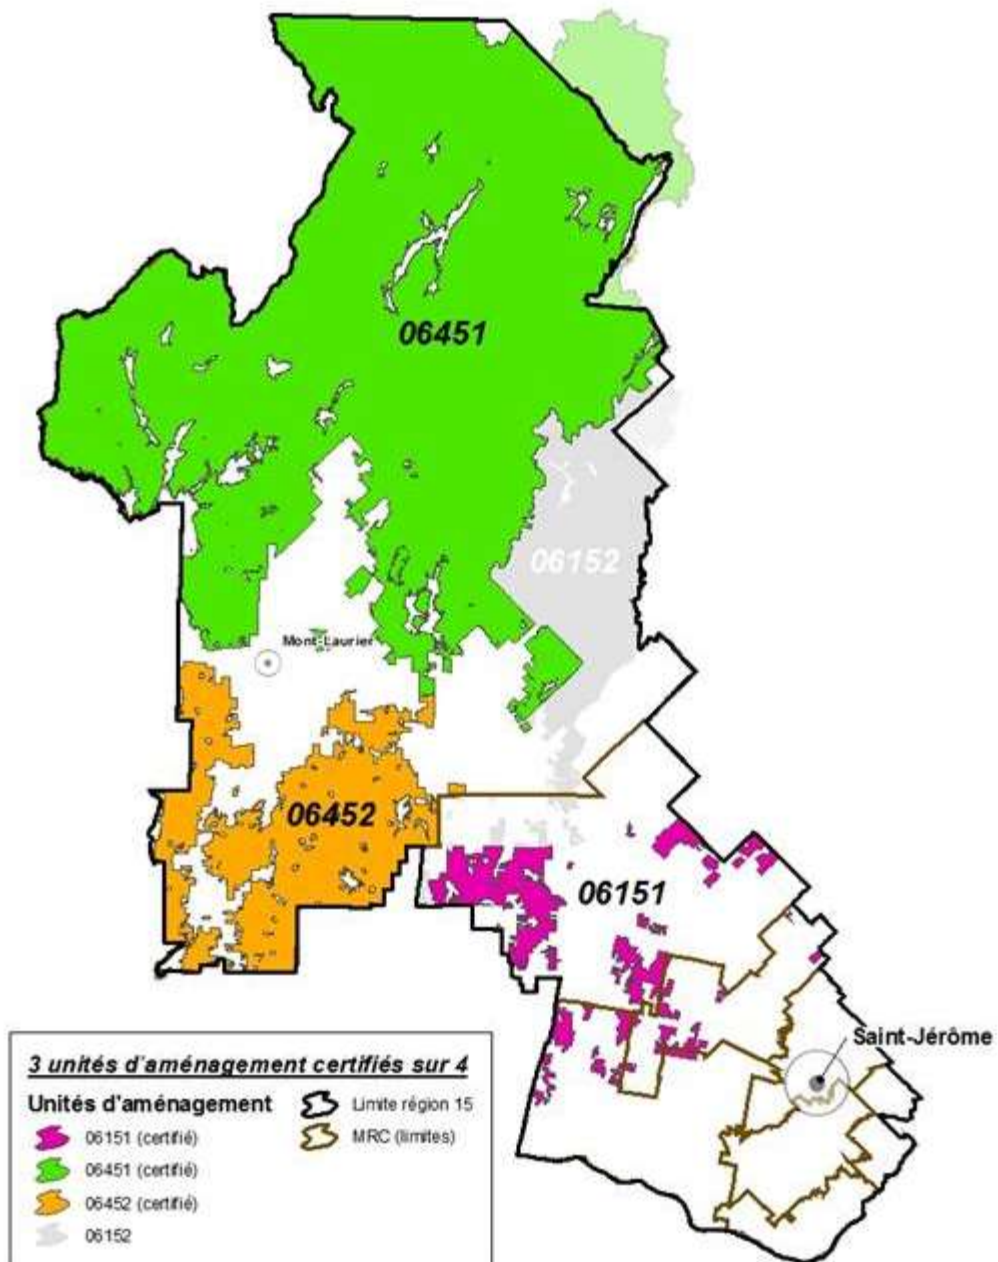 06451
06152
Mont-Laurier
06452
06151
Saint-Jérôme
3 unités d'aménagement certifiés sur 4
Unités d'aménagement
06151 (certifié)
06451 (certifié)
06452 (certifié)
06152
Limite région 15
MRC (limites)